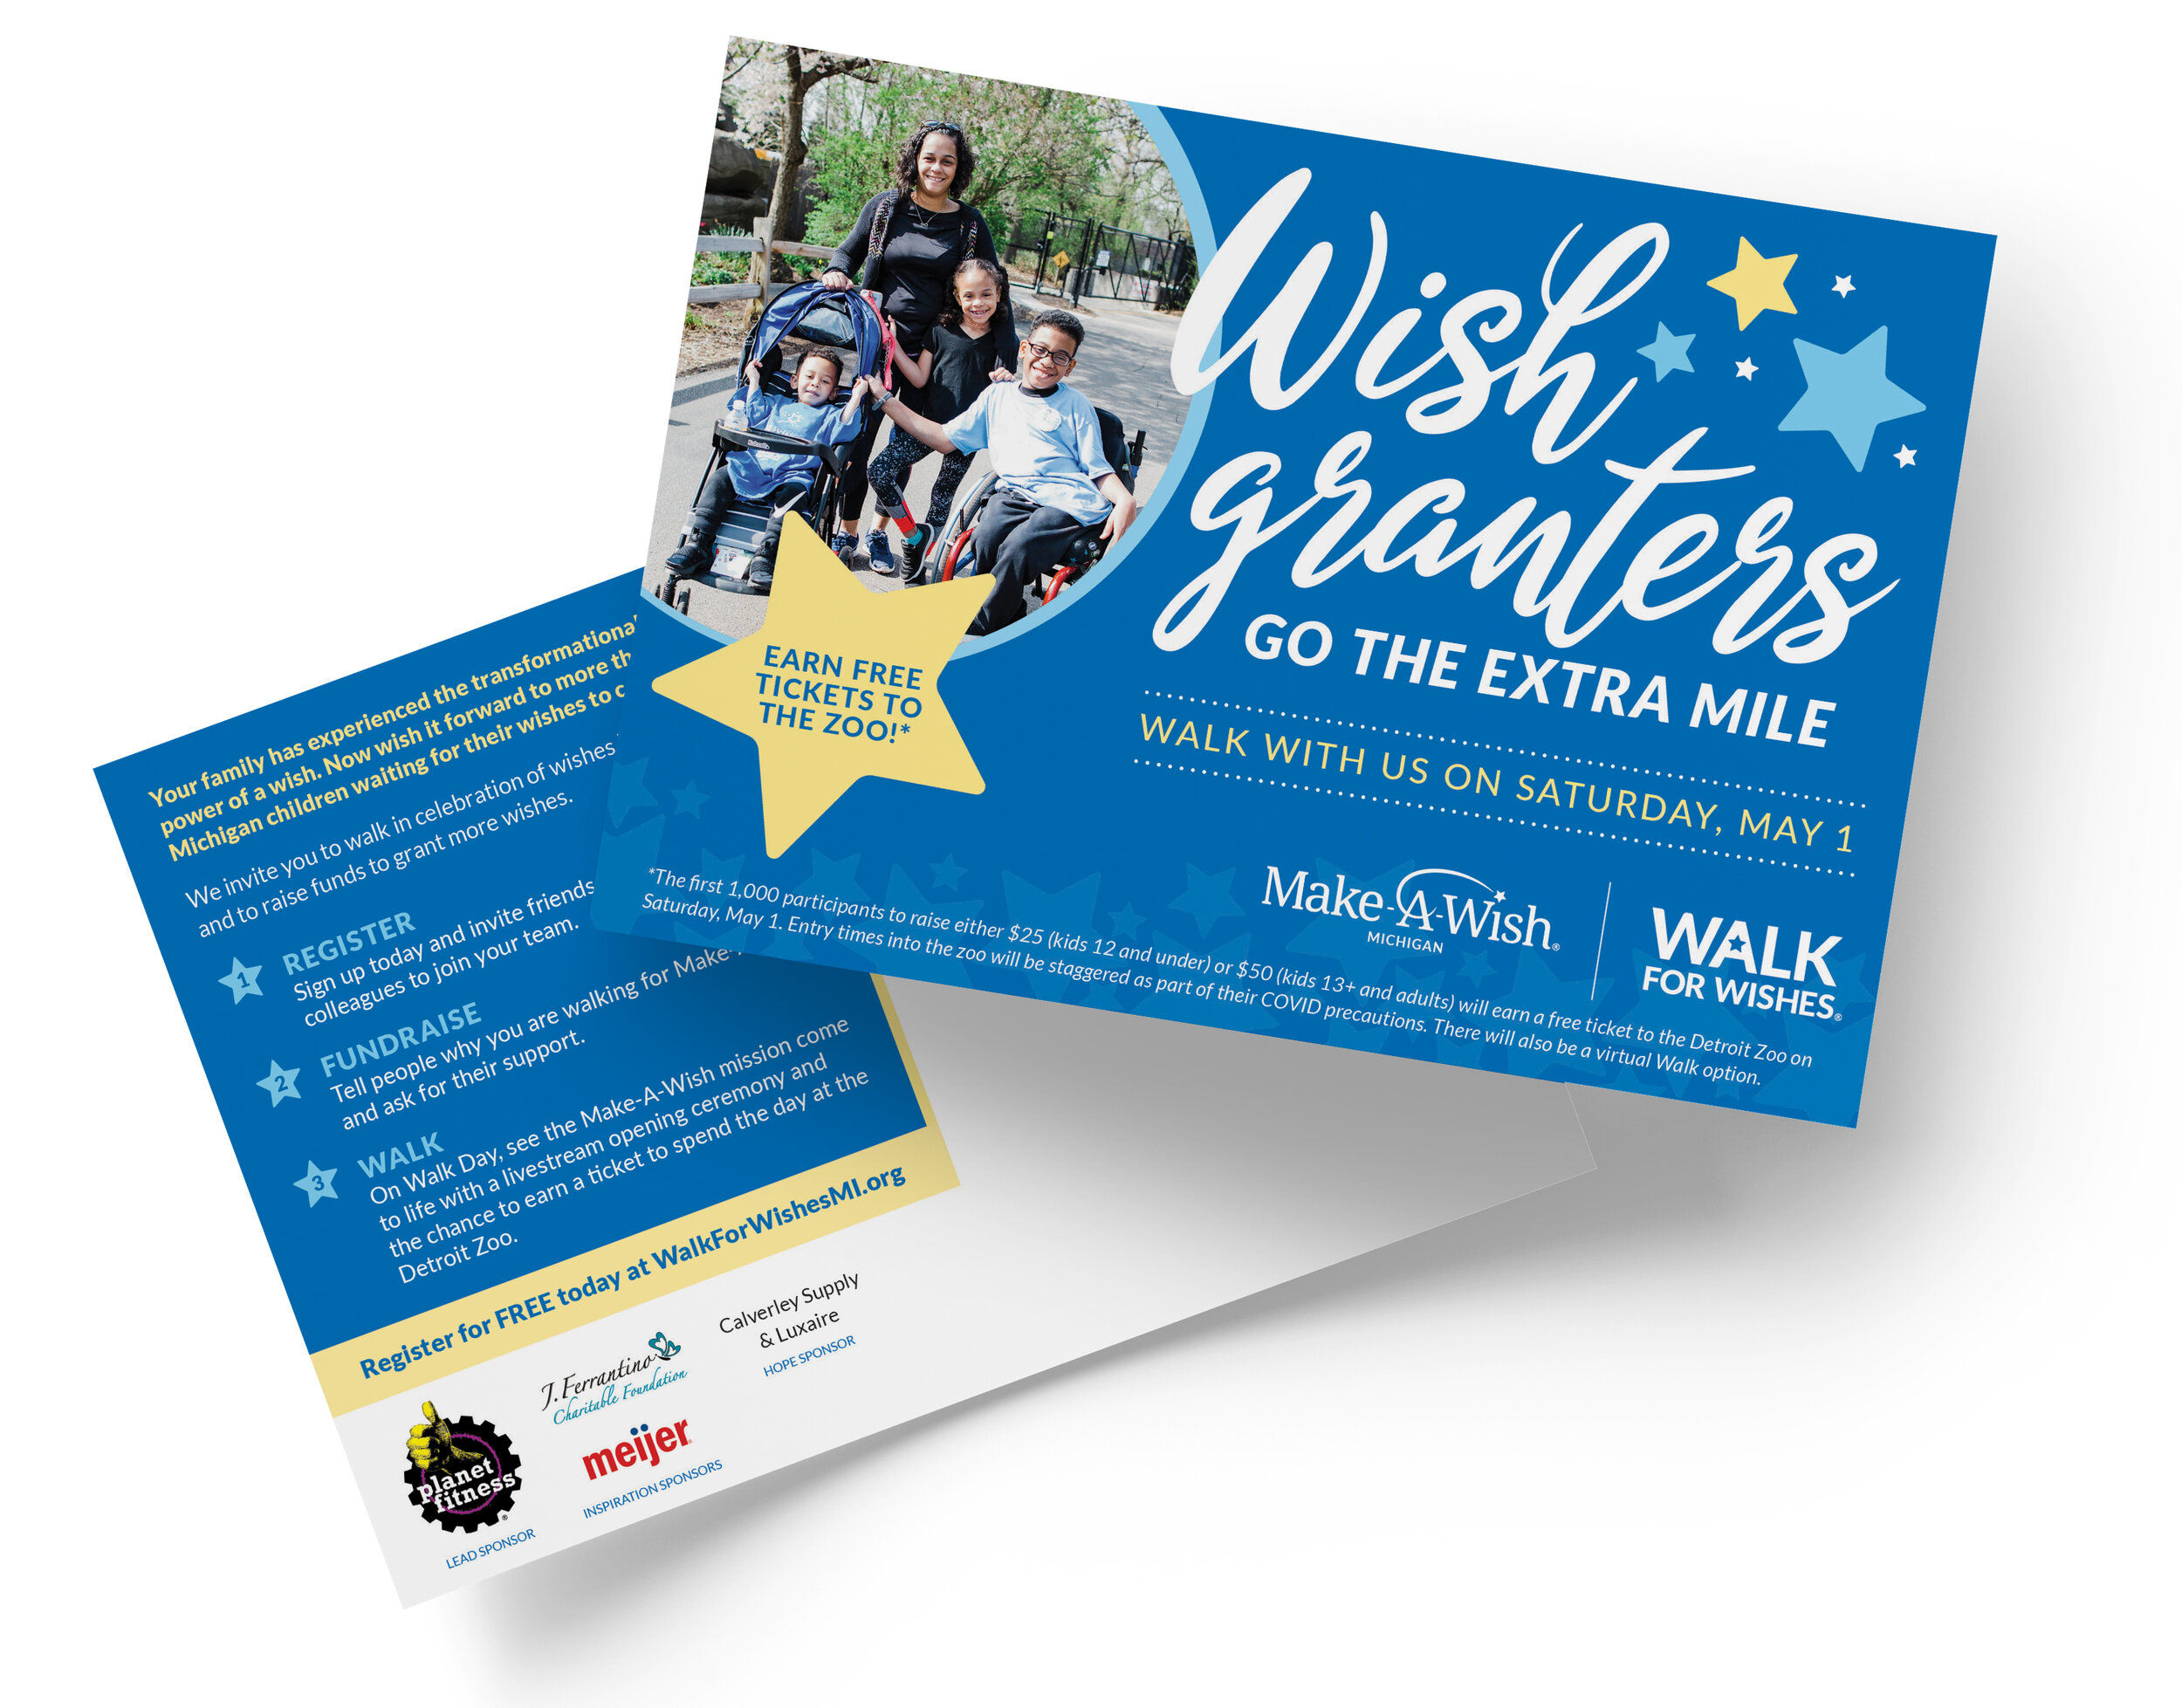 Wish
granters
GO THE EXTRA MILE
WALK WITH US ON SATURDAY, MAY 1
EARN FREE
TICKETS TO
THE ZOO!*
Make-A-Wish®
MICHIGAN
WALK
FOR WISHES®
*The first 1,000 participants to raise either $25 (kids 12 and under) or $50 (kids 13+ and adults) will earn a free ticket to the Detroit Zoo on
Saturday, May 1. Entry times into the zoo will be staggered as part of their COVID precautions. There will also be a virtual Walk option.
Your family has experienced the transformational
power of a wish. Now wish it forward to more
Michigan children waiting for their wishes to
We invite you to walk in celebration of wishes
and to raise funds to grant more wishes.
1 REGISTER
Sign up today and invite friends
colleagues to join your team.
2 FUNDRAISE
Tell people why you are walking for Make-
and ask for their support.
3 WALK
On Walk Day, see the Make-A-Wish mission come
to life with a livestream opening ceremony and
the chance to earn a ticket to spend the day at the
Detroit Zoo.
Register for FREE today at WalkForWishesMI.org
planet
fitness®
LEAD SPONSOR
J. Ferrantino
Charitable Foundation
meijer
INSPIRATION SPONSORS
Calverley Supply
& Luxaire
HOPE SPONSOR